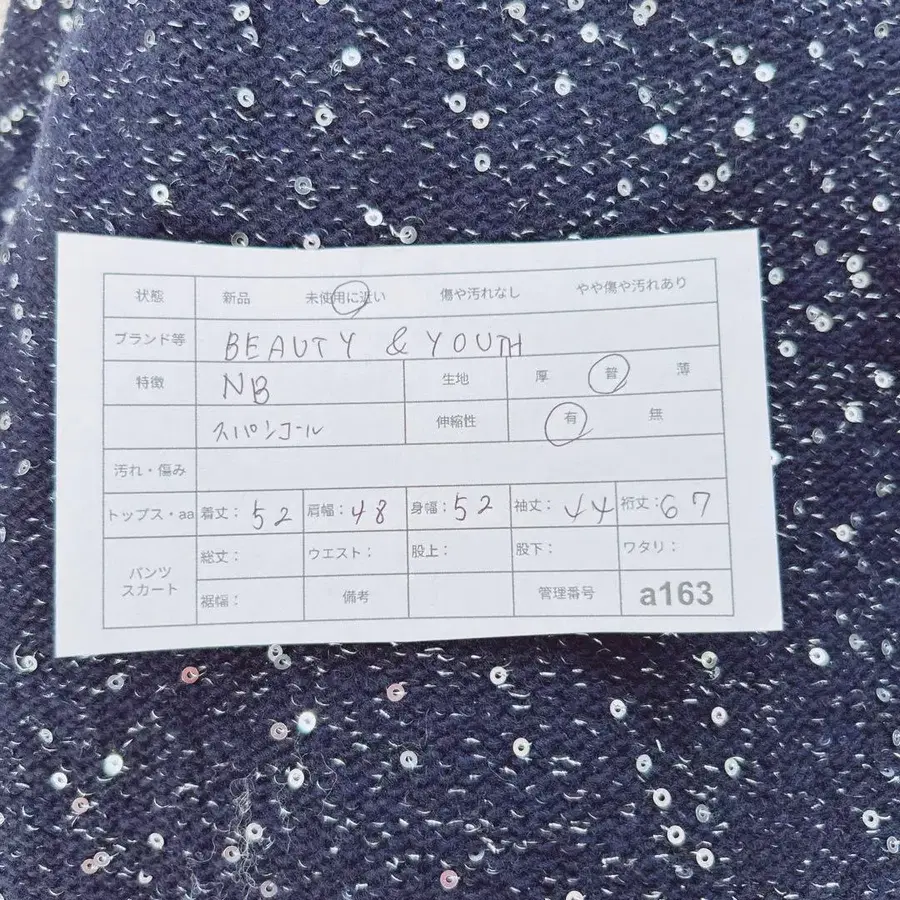 状態 新品 未使用に近い 傷や汚れなし やや傷や汚れあり
ブランド等 BEAUTY & YOUTH
特徴 NB 生地 厚 普 薄
スパンコール 伸縮性 有 無
汚れ・傷み
トップス・aa 着丈: 52 肩幅: 48 身幅: 52 袖丈: 44 裄丈: 67
パンツ スカート 総丈: ウエスト: 股上: 股下: ワタリ:
裾幅: 備考 管理番号 a163